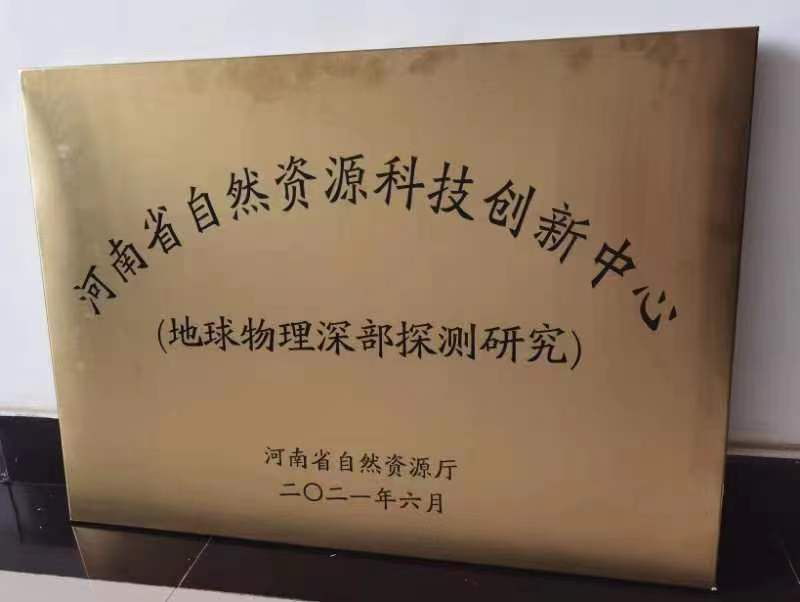 河南省自然资源科技创新中心
(地球物理深部探测研究)
河南省自然资源厅
二〇二一年六月